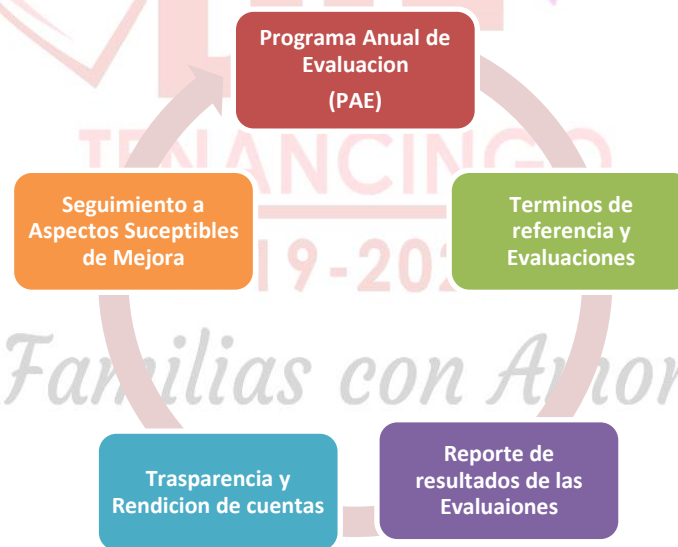 Programa Anual de
Evaluacion
(PAE)
TENANCINGO
Seguimiento a
Aspectos Suceptibles
de Mejora
Terminos de
referencia y
Evaluaciones
19-202
Familias con Amor
Trasparencia y
Rendicion de cuentas
Reporte de
resultados de las
Evaluaiones